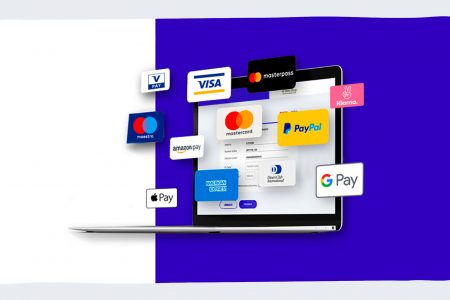 V
PAY
VISA
masterpass
Klarna.
maestro
mastercard.
PayPal
amazon pay
AMERICAN
EXPRESS
Diners Club
International
G Pay
Pay